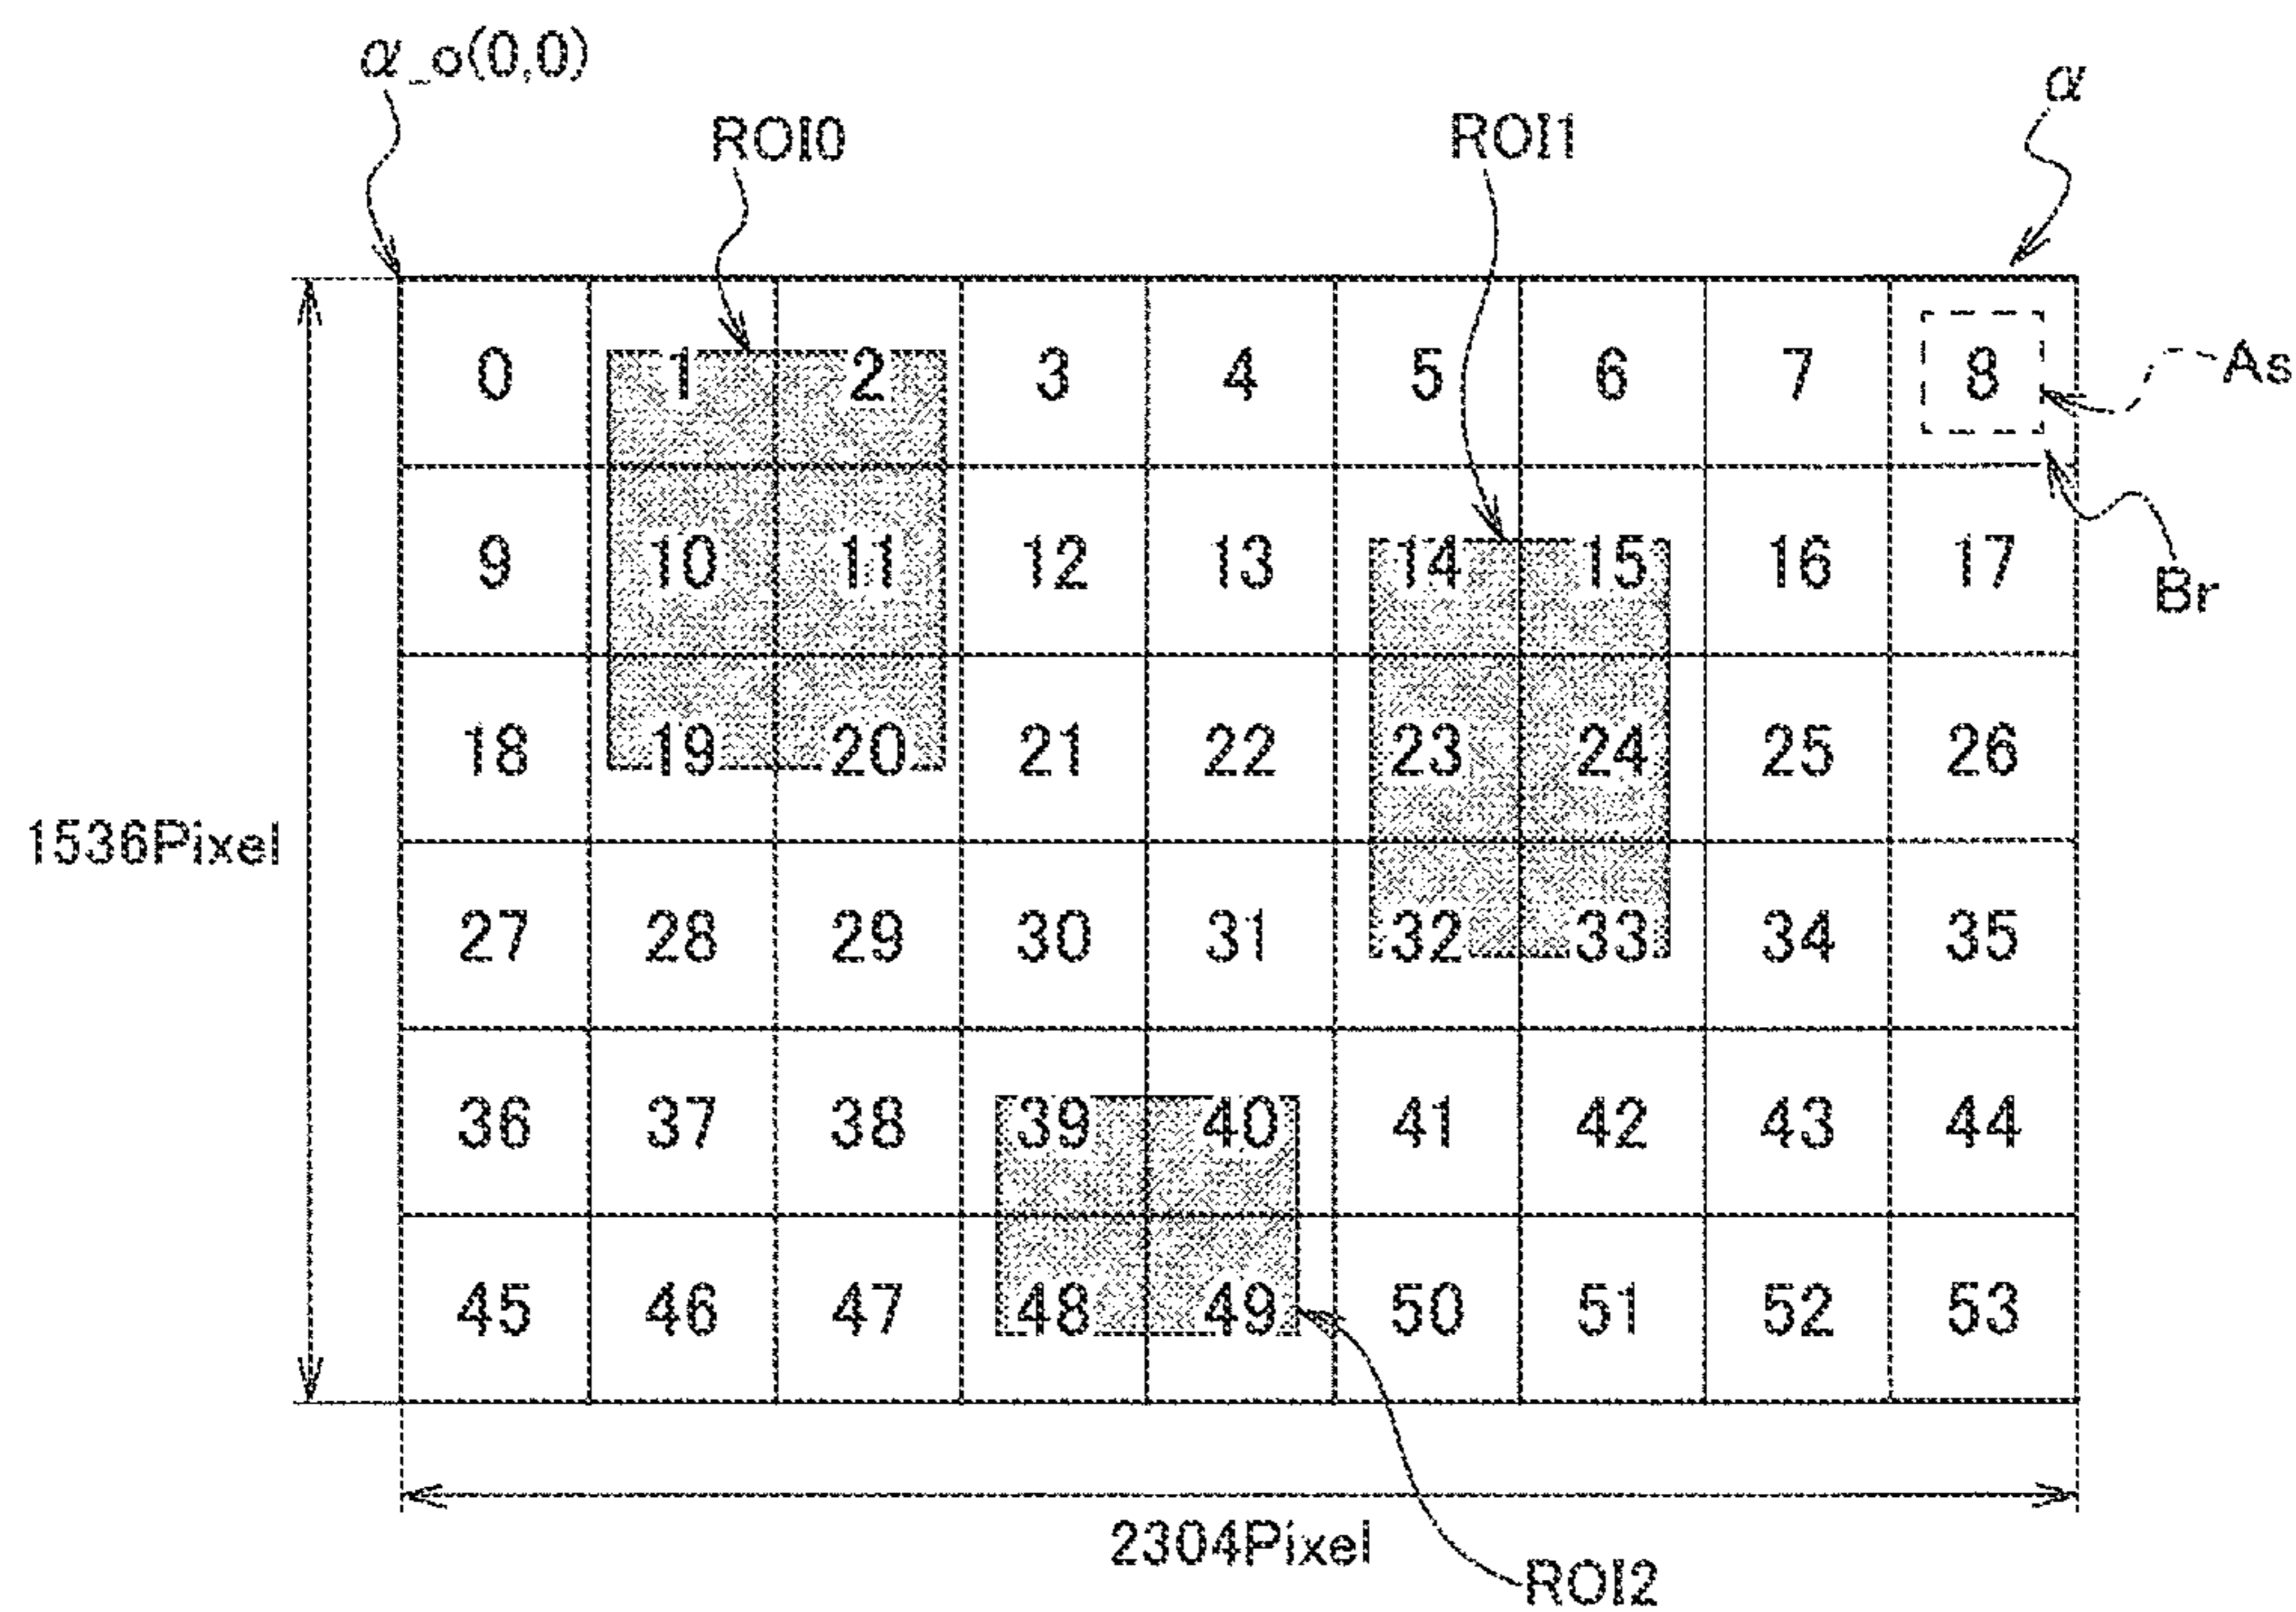 α_o(0,0)
ROI0
ROI1
α
0 1 2 3 4 5 6 7 8
As
9 10 11 12 13 14 15 16 17
Br
18 19 20 21 22 23 24 25 26
1536Pixel
27 28 29 30 31 32 33 34 35
36 37 38 39 40 41 42 43 44
45 46 47 48 49 50 51 52 53
2304Pixel
ROI2